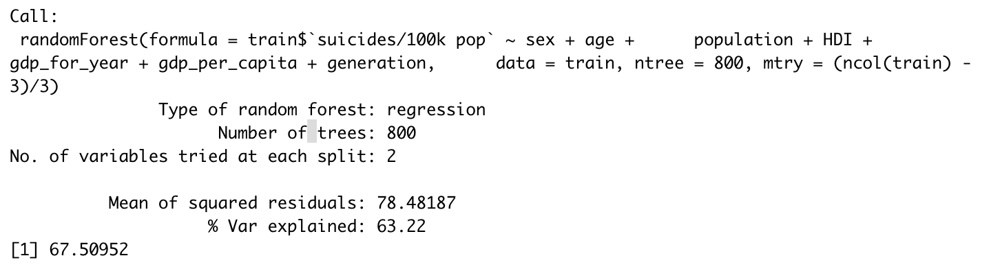 Call:
 randomForest(formula = train$`suicides/100k pop` ~ sex + age +      population + HDI +
gdp_for_year + gdp_per_capita + generation,      data = train, ntree = 800, mtry = (ncol(train) -
3)/3)
               Type of random forest: regression
                     Number of trees: 800
No. of variables tried at each split: 2

          Mean of squared residuals: 78.48187
                    % Var explained: 63.22
[1] 67.50952